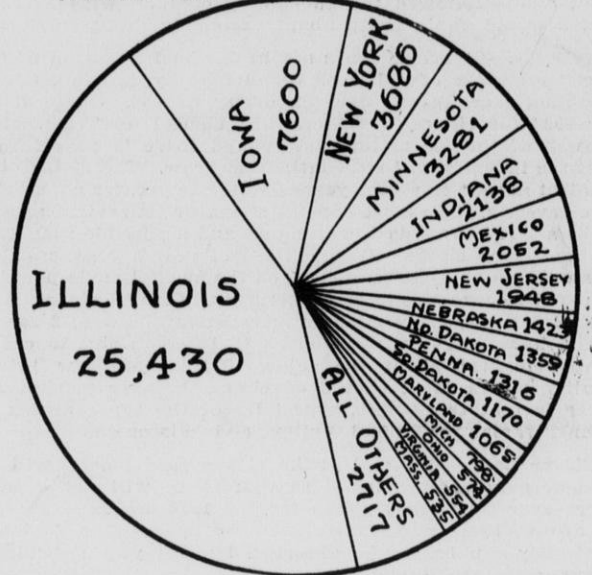 IOWA
7600
NEW YORK
3686
MINNESOTA
3281
INDIANA
2138
MEXICO
2052
NEW JERSEY
1948
NEBRASKA 1423
NO. DAKOTA 1359
PENNA. 1316
SO. DAKOTA 1170
MARYLAND 1065
MICH 798
OHIO 574
VIRGINIA 554
MASS. 535
ALL OTHERS
2717
ILLINOIS
25,430